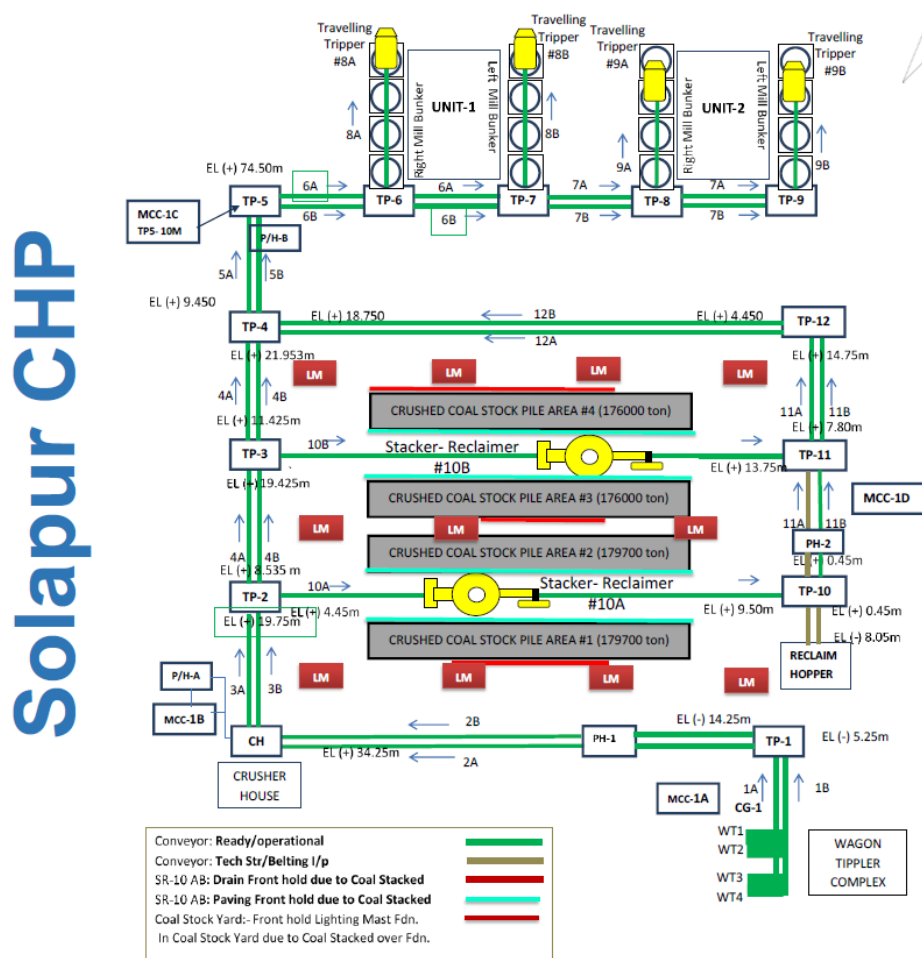 Solapur CHP
Travelling
Tripper
#8A
Travelling
Tripper
#8B
Travelling
Tripper
#9A
Travelling
Tripper
#9B
8A
Right Mill Bunker
UNIT-1
Left Mill Bunker
8B
9A
Right Mill Bunker
UNIT-2
Left Mill Bunker
9B
EL (+) 74.50m
TP-5
6A
6B
TP-6
6A
6B
TP-7
7A
7B
TP-8
7A
7B
TP-9
MCC-1C
TP5- 10M
P/H-B
5A
5B
EL (+) 9.450
TP-4
EL (+) 18.750
12B
12A
EL (+) 4.450
TP-12
EL (+) 21.953m
EL (+) 14.75m
LM
LM
LM
LM
4A
4B
11A
11B
CRUSHED COAL STOCK PILE AREA #4 (176000 ton)
EL (+) 11.425m
EL (+) 7.80m
TP-3
10B
Stacker- Reclaimer
#10B
EL (+) 13.75m
TP-11
EL (+) 19.425m
CRUSHED COAL STOCK PILE AREA #3 (176000 ton)
MCC-1D
LM
LM
LM
11A
11B
4A
4B
CRUSHED COAL STOCK PILE AREA #2 (179700 ton)
PH-2
EL (+) 8.535 m
EL (+) 0.45m
TP-2
10A
Stacker- Reclaimer
#10A
TP-10
EL (+) 4.45m
EL (+) 9.50m
EL (+) 0.45m
EL (+) 19.75m
CRUSHED COAL STOCK PILE AREA #1 (179700 ton)
EL (-) 8.05m
RECLAIM
HOPPER
P/H-A
3A
3B
LM
LM
LM
LM
MCC-1B
2B
EL (-) 14.25m
CH
EL (+) 34.25m
2A
PH-1
TP-1
EL (-) 5.25m
CRUSHER
HOUSE
MCC-1A
1A
1B
CG-1
WT1
WT2
WT3
WT4
WAGON
TIPPLER
COMPLEX
Conveyor: Ready/operational
Conveyor: Tech Str/Belting I/p
SR-10 AB: Drain Front hold due to Coal Stacked
SR-10 AB: Paving Front hold due to Coal Stacked
Coal Stock Yard:- Front hold Lighting Mast Fdn.
In Coal Stock Yard due to Coal Stacked over Fdn.